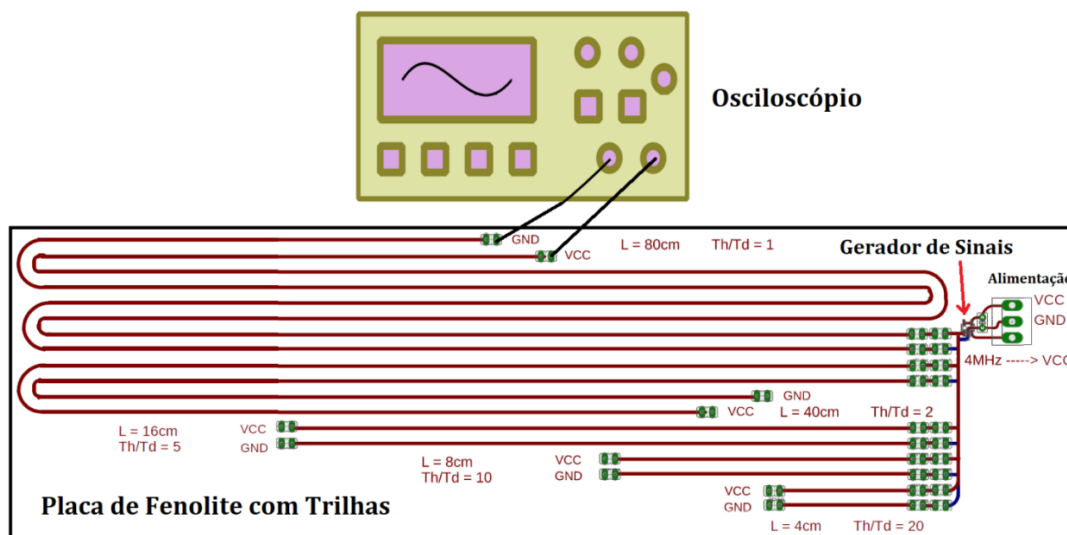 Osciloscópio
GND
VCC
L = 80cm Th/Td = 1
Gerador de Sinais
Alimentação
VCC
GND
4MHz -----> VCC
GND
VCC
L = 40cm Th/Td = 2
L = 16cm
Th/Td = 5
VCC
GND
L = 8cm
Th/Td = 10
VCC
GND
VCC
GND
L = 4cm Th/Td = 20
Placa de Fenolite com Trilhas